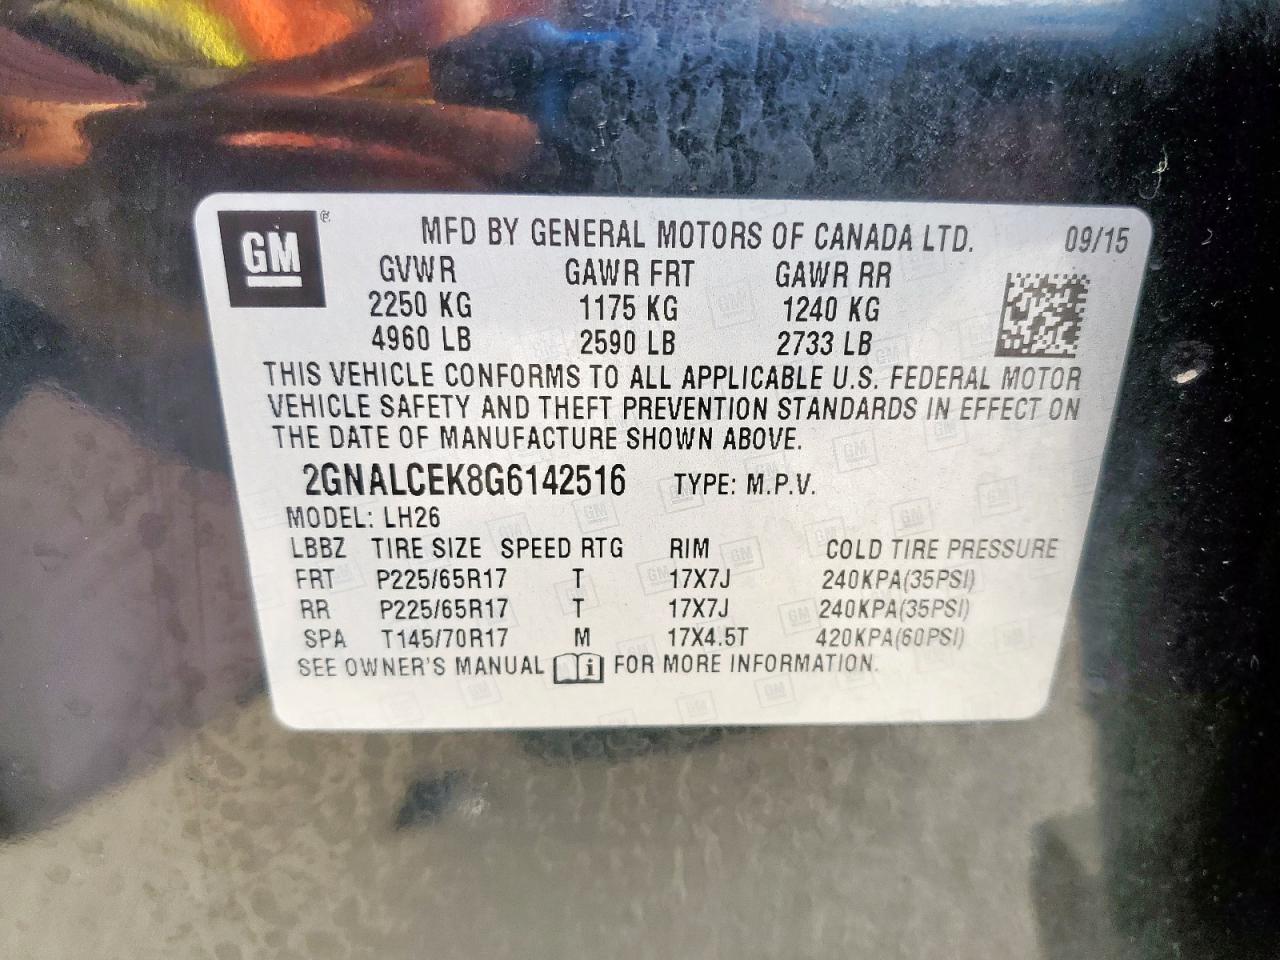 GM ®
MFD BY GENERAL MOTORS OF CANADA LTD. 09/15
GVWR GAWR FRT GAWR RR
2250 KG 1175 KG 1240 KG
4960 LB 2590 LB 2733 LB
THIS VEHICLE CONFORMS TO ALL APPLICABLE U.S. FEDERAL MOTOR
VEHICLE SAFETY AND THEFT PREVENTION STANDARDS IN EFFECT ON
THE DATE OF MANUFACTURE SHOWN ABOVE.
2GNALCEK8G6142516 TYPE: M.P.V.
MODEL: LH26
LBBZ TIRE SIZE SPEED RTG RIM COLD TIRE PRESSURE
FRT P225/65R17 T 17X7J 240KPA(35PSI)
RR P225/65R17 T 17X7J 240KPA(35PSI)
SPA T145/70R17 M 17X4.5T 420KPA(60PSI)
SEE OWNER'S MANUAL i FOR MORE INFORMATION.